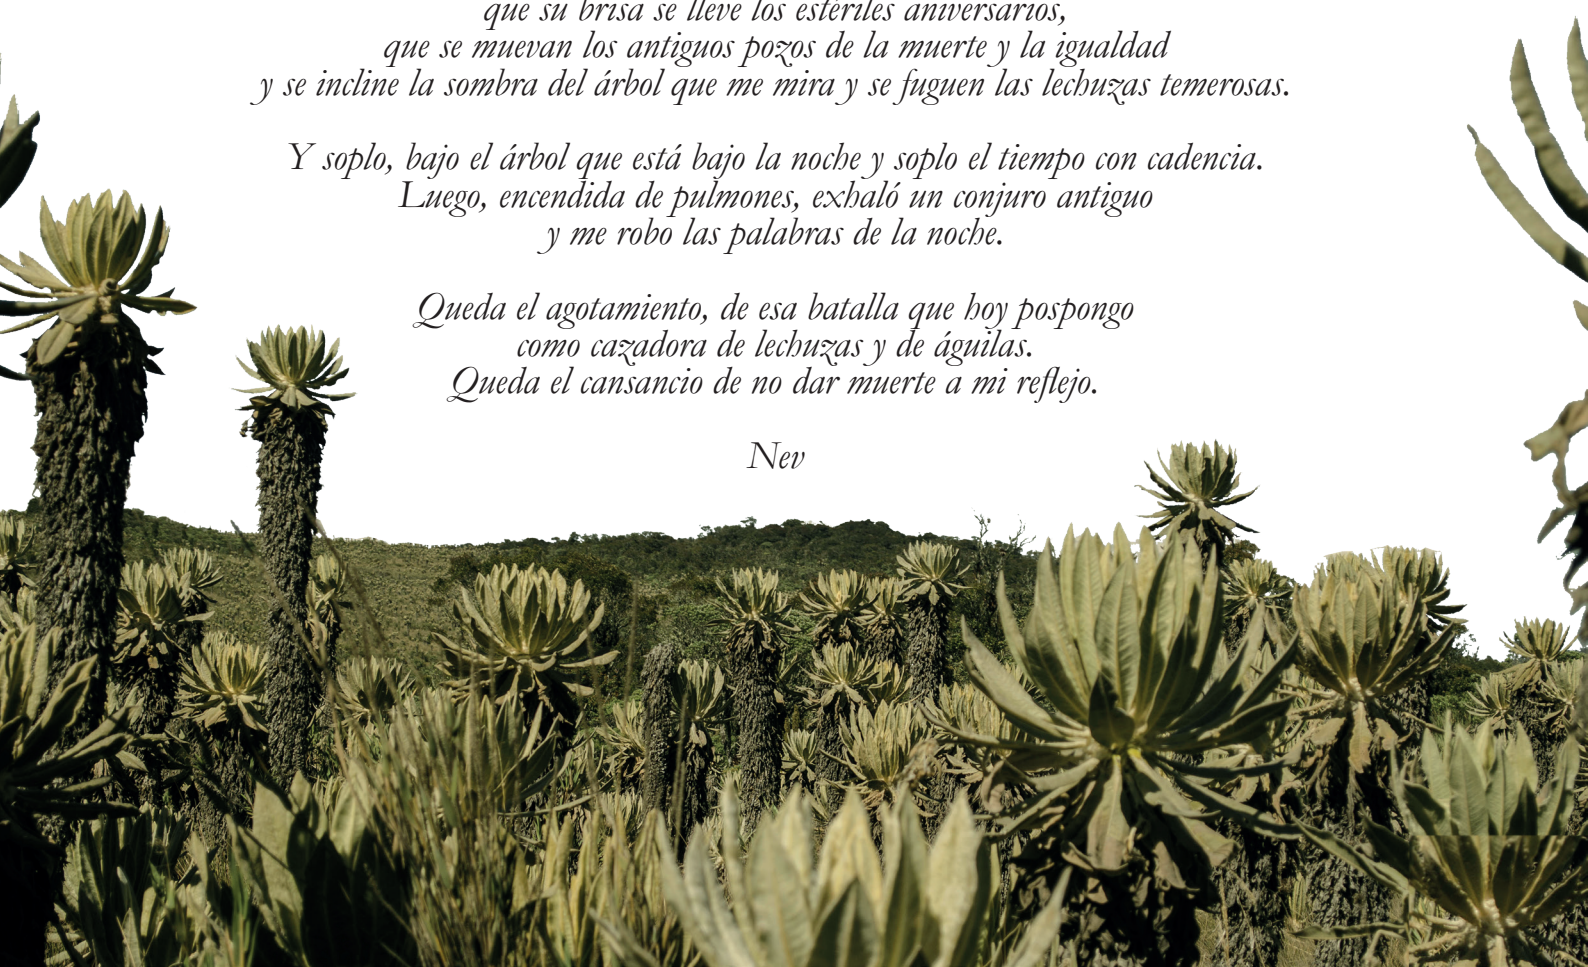 que su brisa se lleve los estériles aniversarios,
que se muevan los antiguos pozos de la muerte y la igualdad
y se incline la sombra del árbol que me mira y se fuguen las lechuzas temerosas.
Y soplo, bajo el árbol que está bajo la noche y soplo el tiempo con cadencia.
Luego, encendida de pulmones, exhaló un conjuro antiguo
y me robo las palabras de la noche.
Queda el agotamiento, de esa batalla que hoy pospongo
como cazadora de lechuzas y de águilas.
Queda el cansancio de no dar muerte a mi reflejo.
Nev